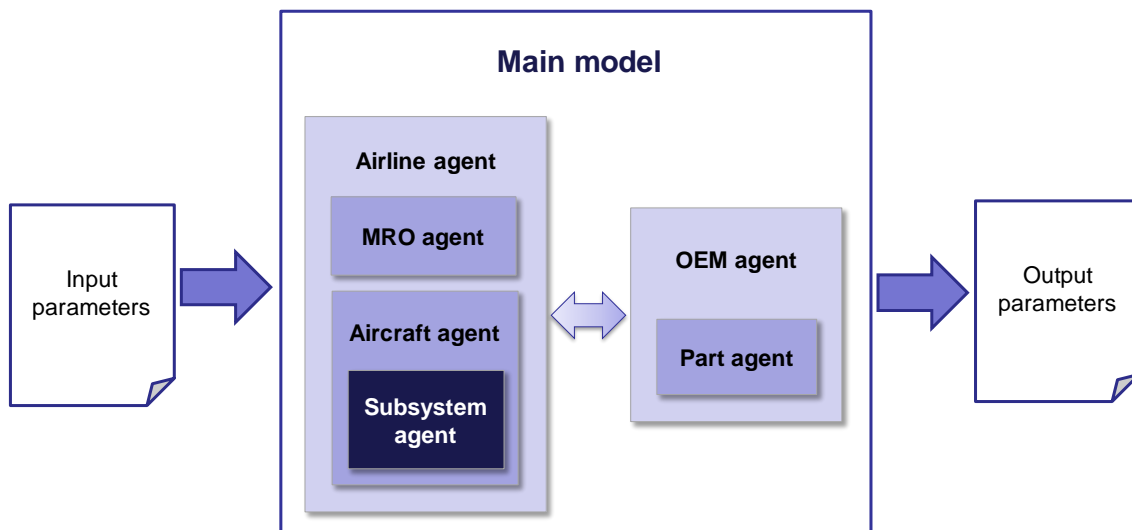 Main model
Airline agent
MRO agent
Aircraft agent
Subsystem
agent
OEM agent
Part agent
Input
parameters
Output
parameters